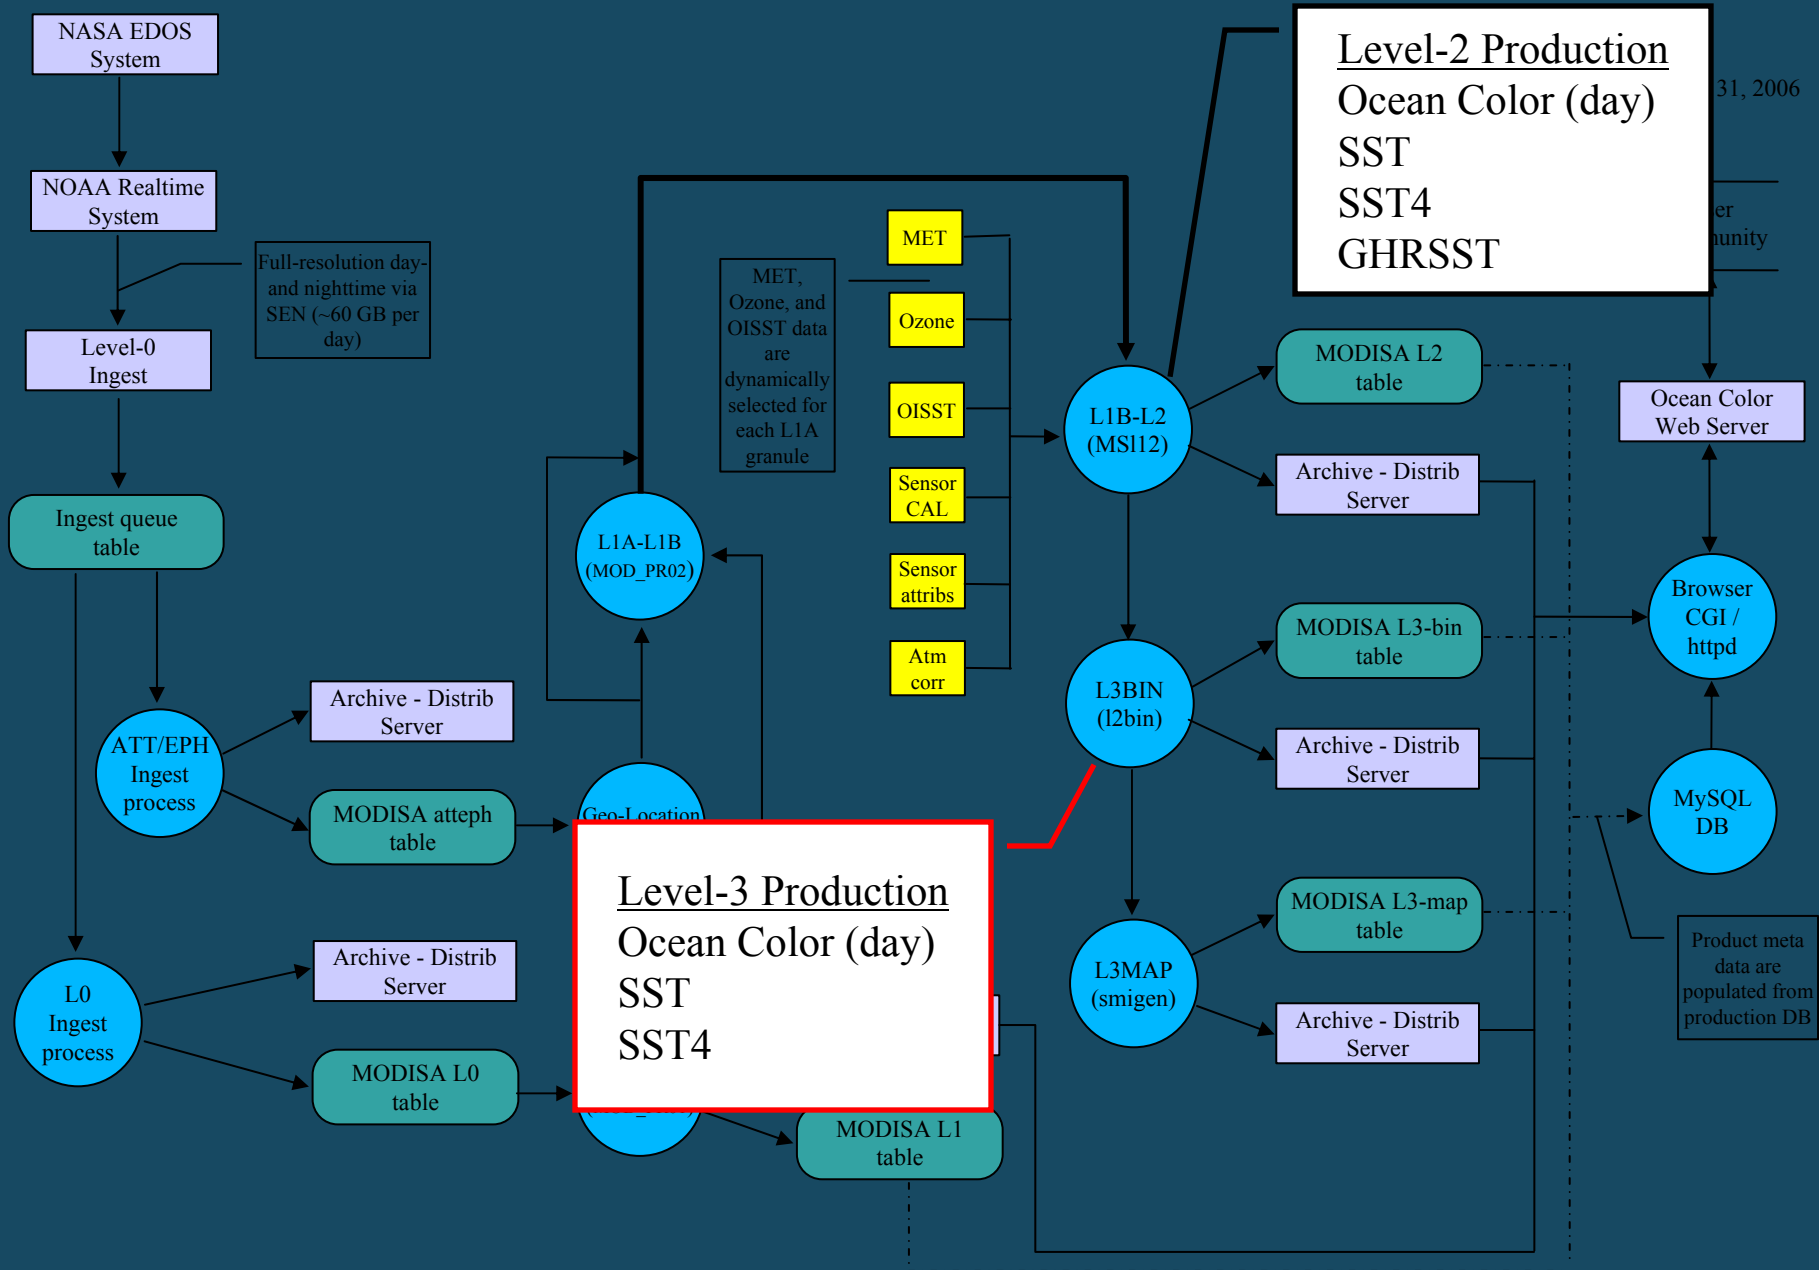 NASA EDOS
System
NOAA Realtime
System
Full-resolution day-
and nighttime via
SEN (~60 GB per
day)
Level-0
Ingest
Ingest queue
table
ATT/EPH
Ingest
process
Archive - Distrib
Server
MODISA atteph
table
L0
Ingest
process
Archive - Distrib
Server
MODISA L0
table
L1A-L1B
(MOD_PR02)
Geo-Location
Level-3 Production
Ocean Color (day)
SST
SST4
MODISA L1
table
MET,
Ozone, and
OISST data
are
dynamically
selected for
each L1A
granule
MET
Ozone
OISST
Sensor
CAL
Sensor
attribs
Atm
corr
Level-2 Production
Ocean Color (day)
SST
SST4
GHRSST
31, 2006
L1B-L2
(MSl12)
MODISA L2
table
Archive - Distrib
Server
L3BIN
(l2bin)
MODISA L3-bin
table
Archive - Distrib
Server
L3MAP
(smigen)
MODISA L3-map
table
Archive - Distrib
Server
Ocean Color
Web Server
Browser
CGI /
httpd
MySQL
DB
Product meta
data are
populated from
production DB